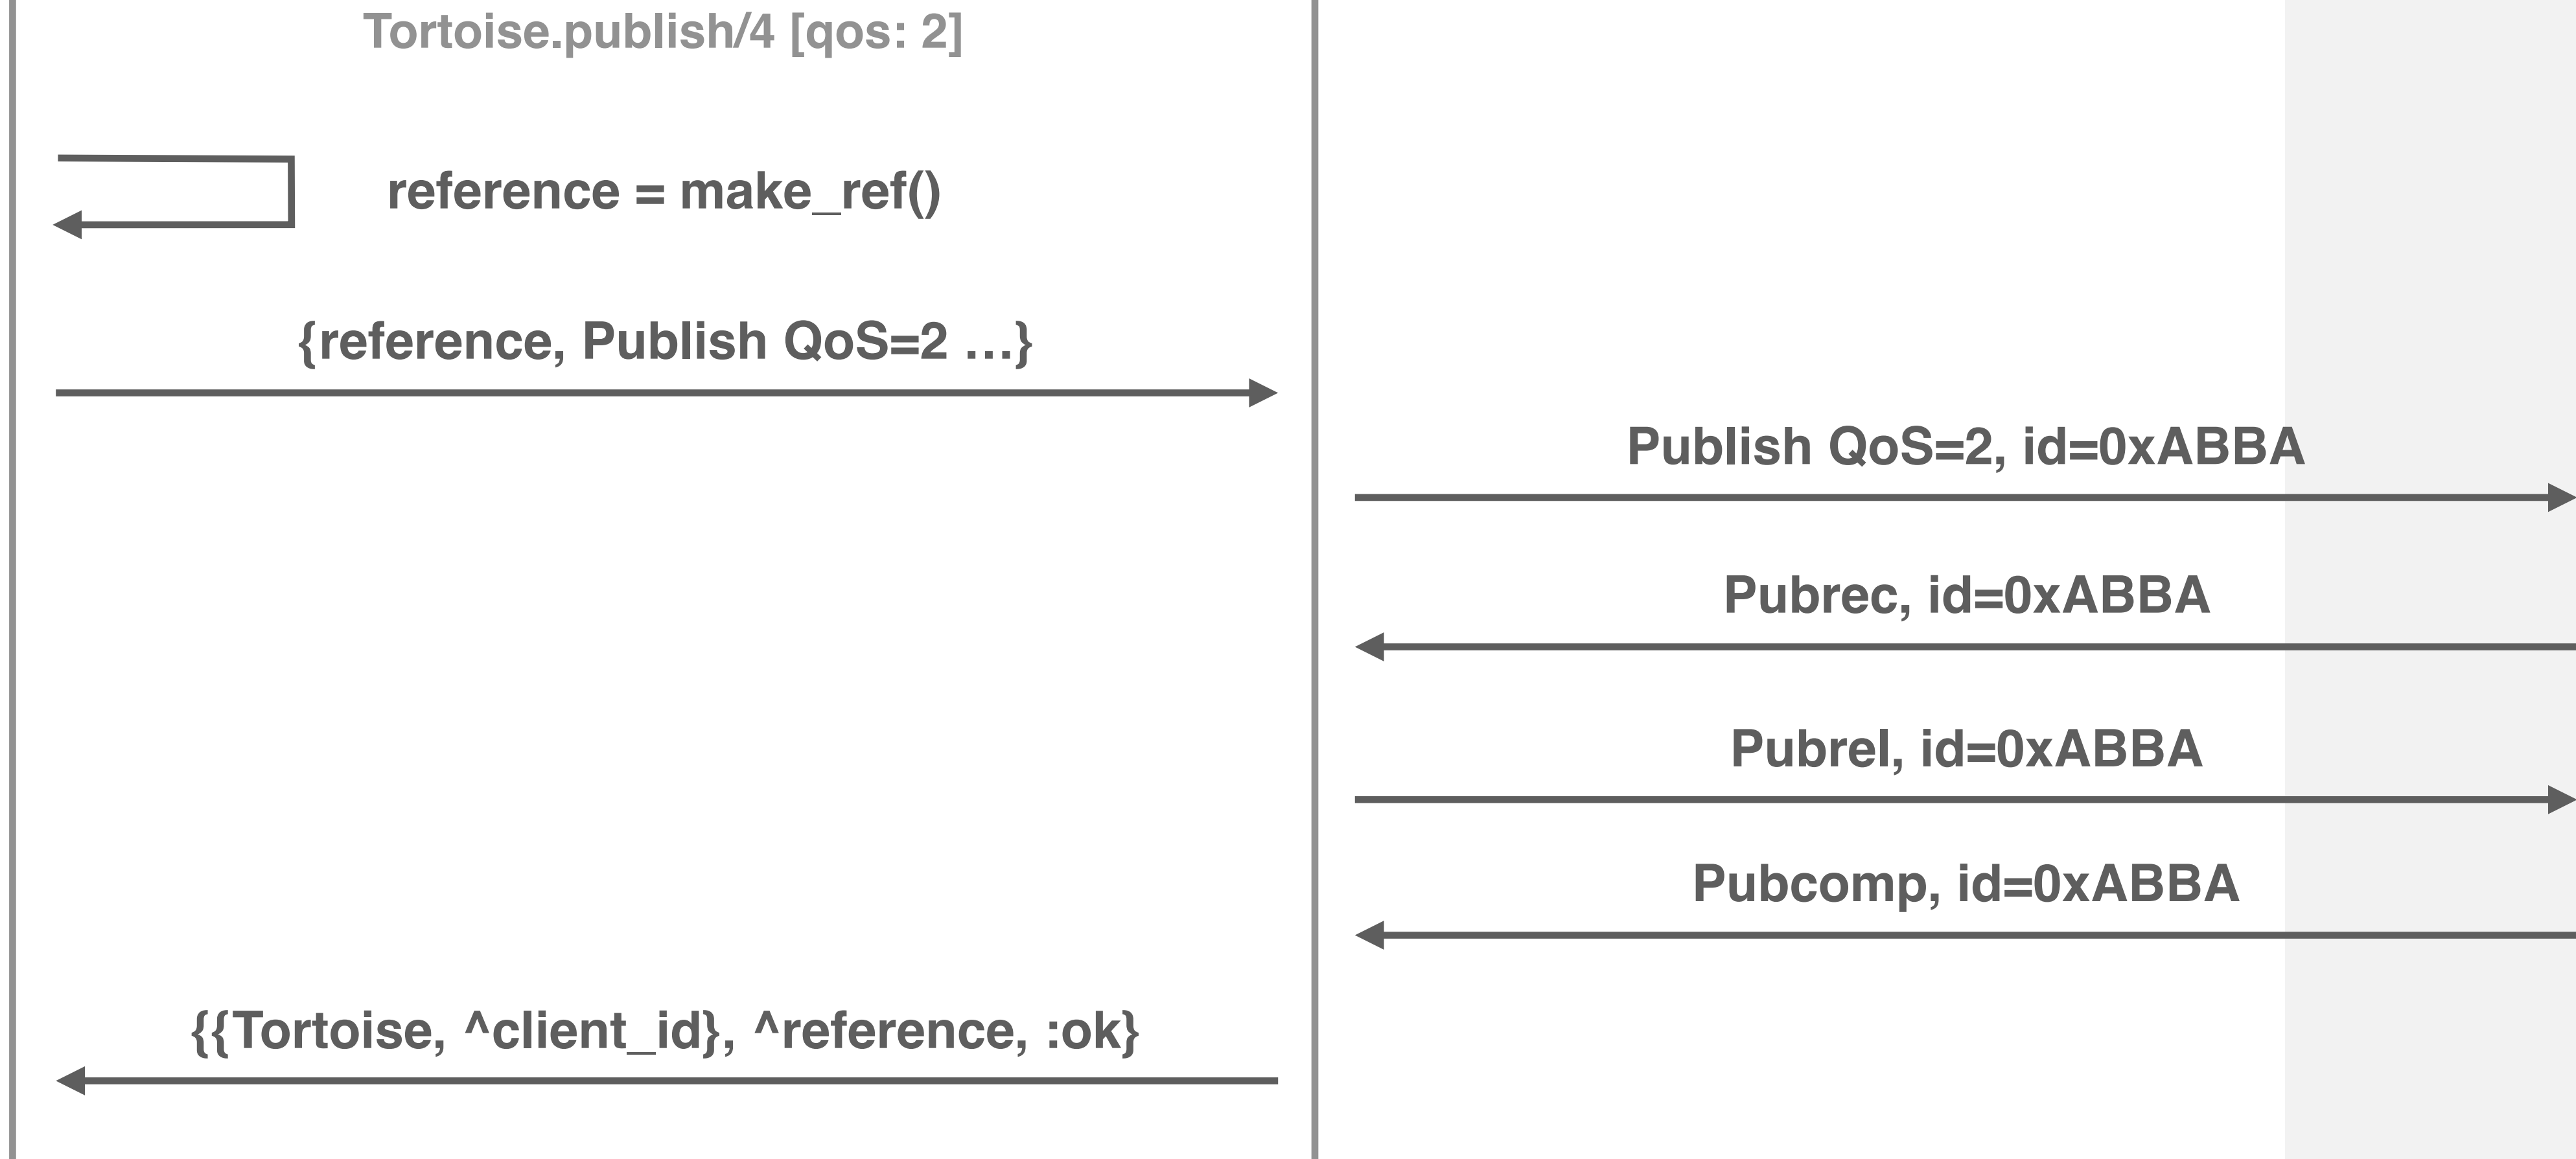 Tortoise.publish/4 [qos: 2]
reference = make_ref()
{reference, Publish QoS=2 …}
Publish QoS=2, id=0xABBA
Pubrec, id=0xABBA
Pubrel, id=0xABBA
Pubcomp, id=0xABBA
{{Tortoise, ^client_id}, ^reference, :ok}